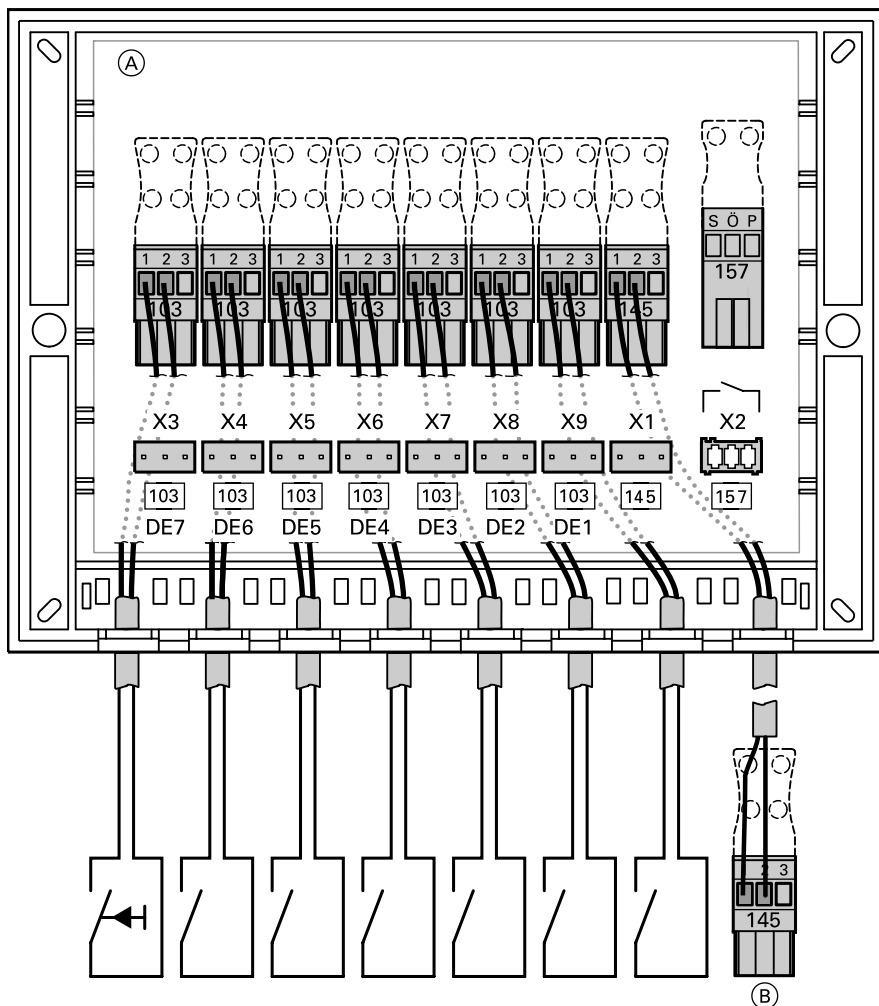 A
S Ö P
157
1 2 3 1 2 3 1 2 3 1 2 3 1 2 3 1 2 3 1 2 3 1 2 3
103 103 103 103 103 103 103 145
X3 X4 X5 X6 X7 X8 X9 X1 X2
103 103 103 103 103 103 103 145 157
DE7 DE6 DE5 DE4 DE3 DE2 DE1
2 3
145
B